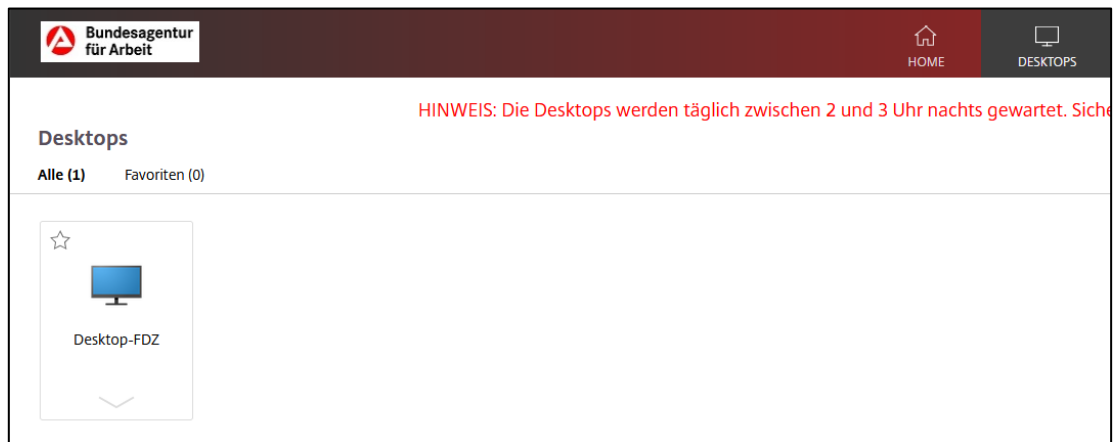 Bundesagentur
für Arbeit
HOME
DESKTOPS
HINWEIS: Die Desktops werden täglich zwischen 2 und 3 Uhr nachts gewartet.
Desktops
Alle (1)
Favoriten (0)
Desktop-FDZ